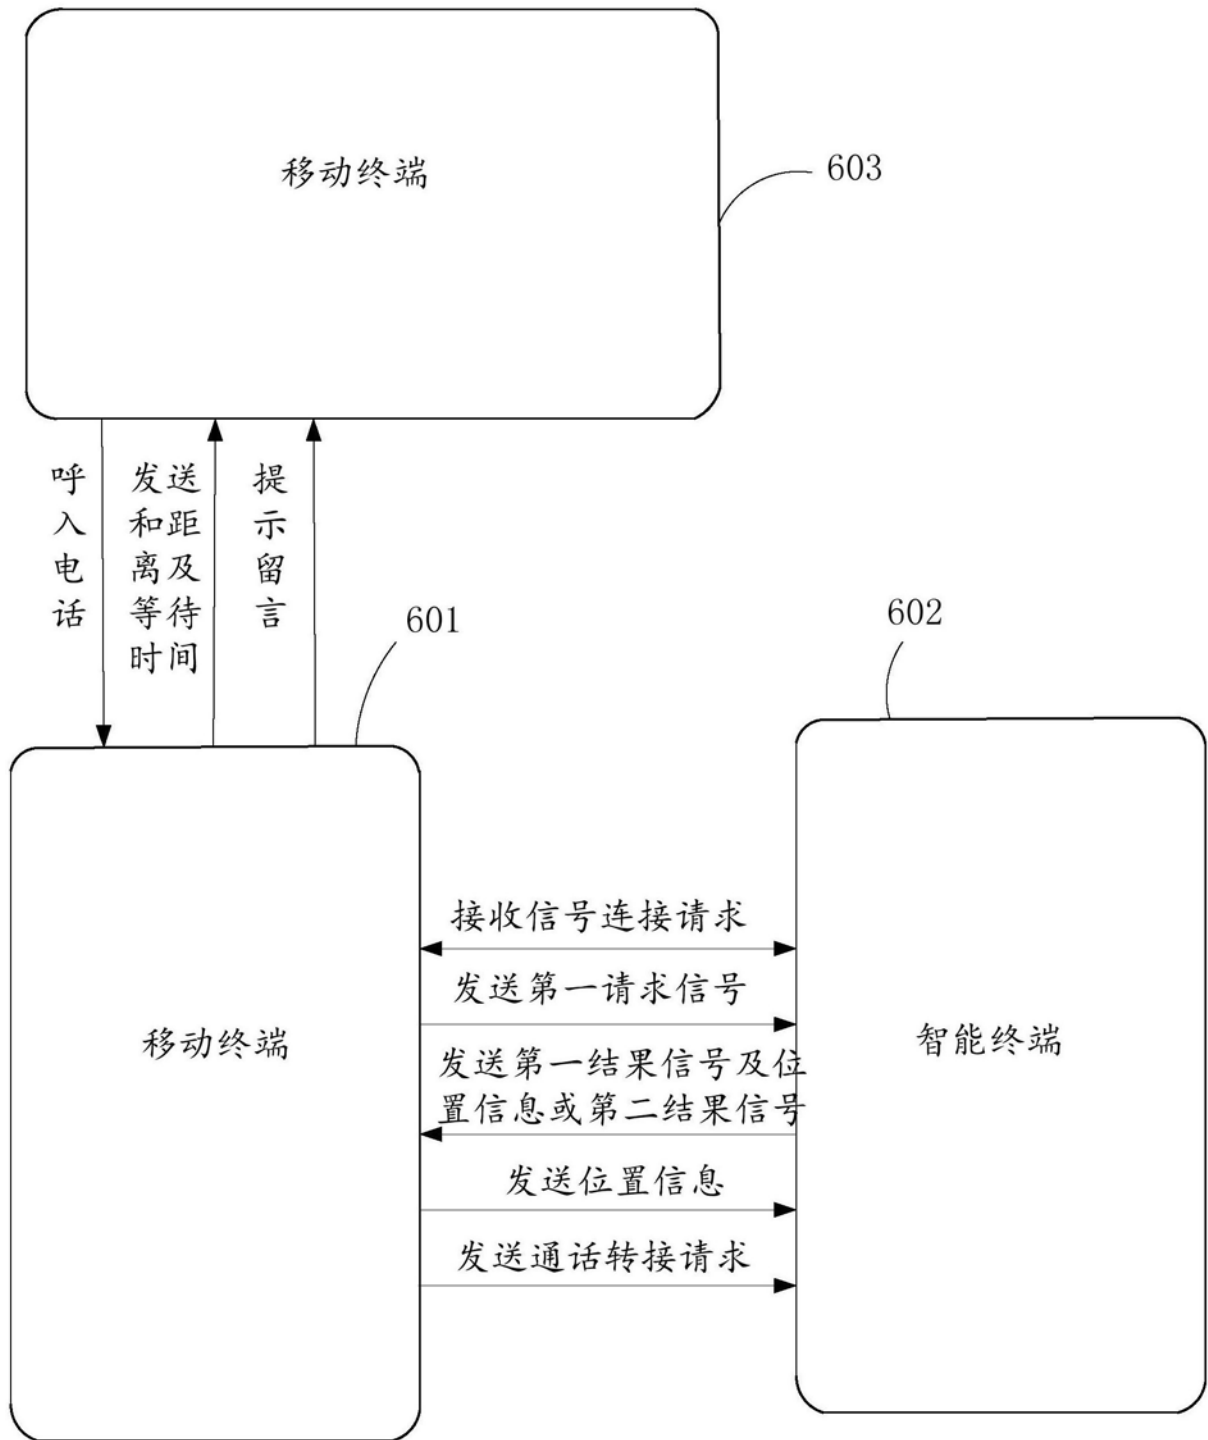 移动终端
603
呼入电话
发送
和距
离及
等待
时间
提示留言
601
602
接收信号连接请求
发送第一请求信号
移动终端
智能终端
发送第一结果信号及位
置信息或第二结果信号
发送位置信息
发送通话转接请求